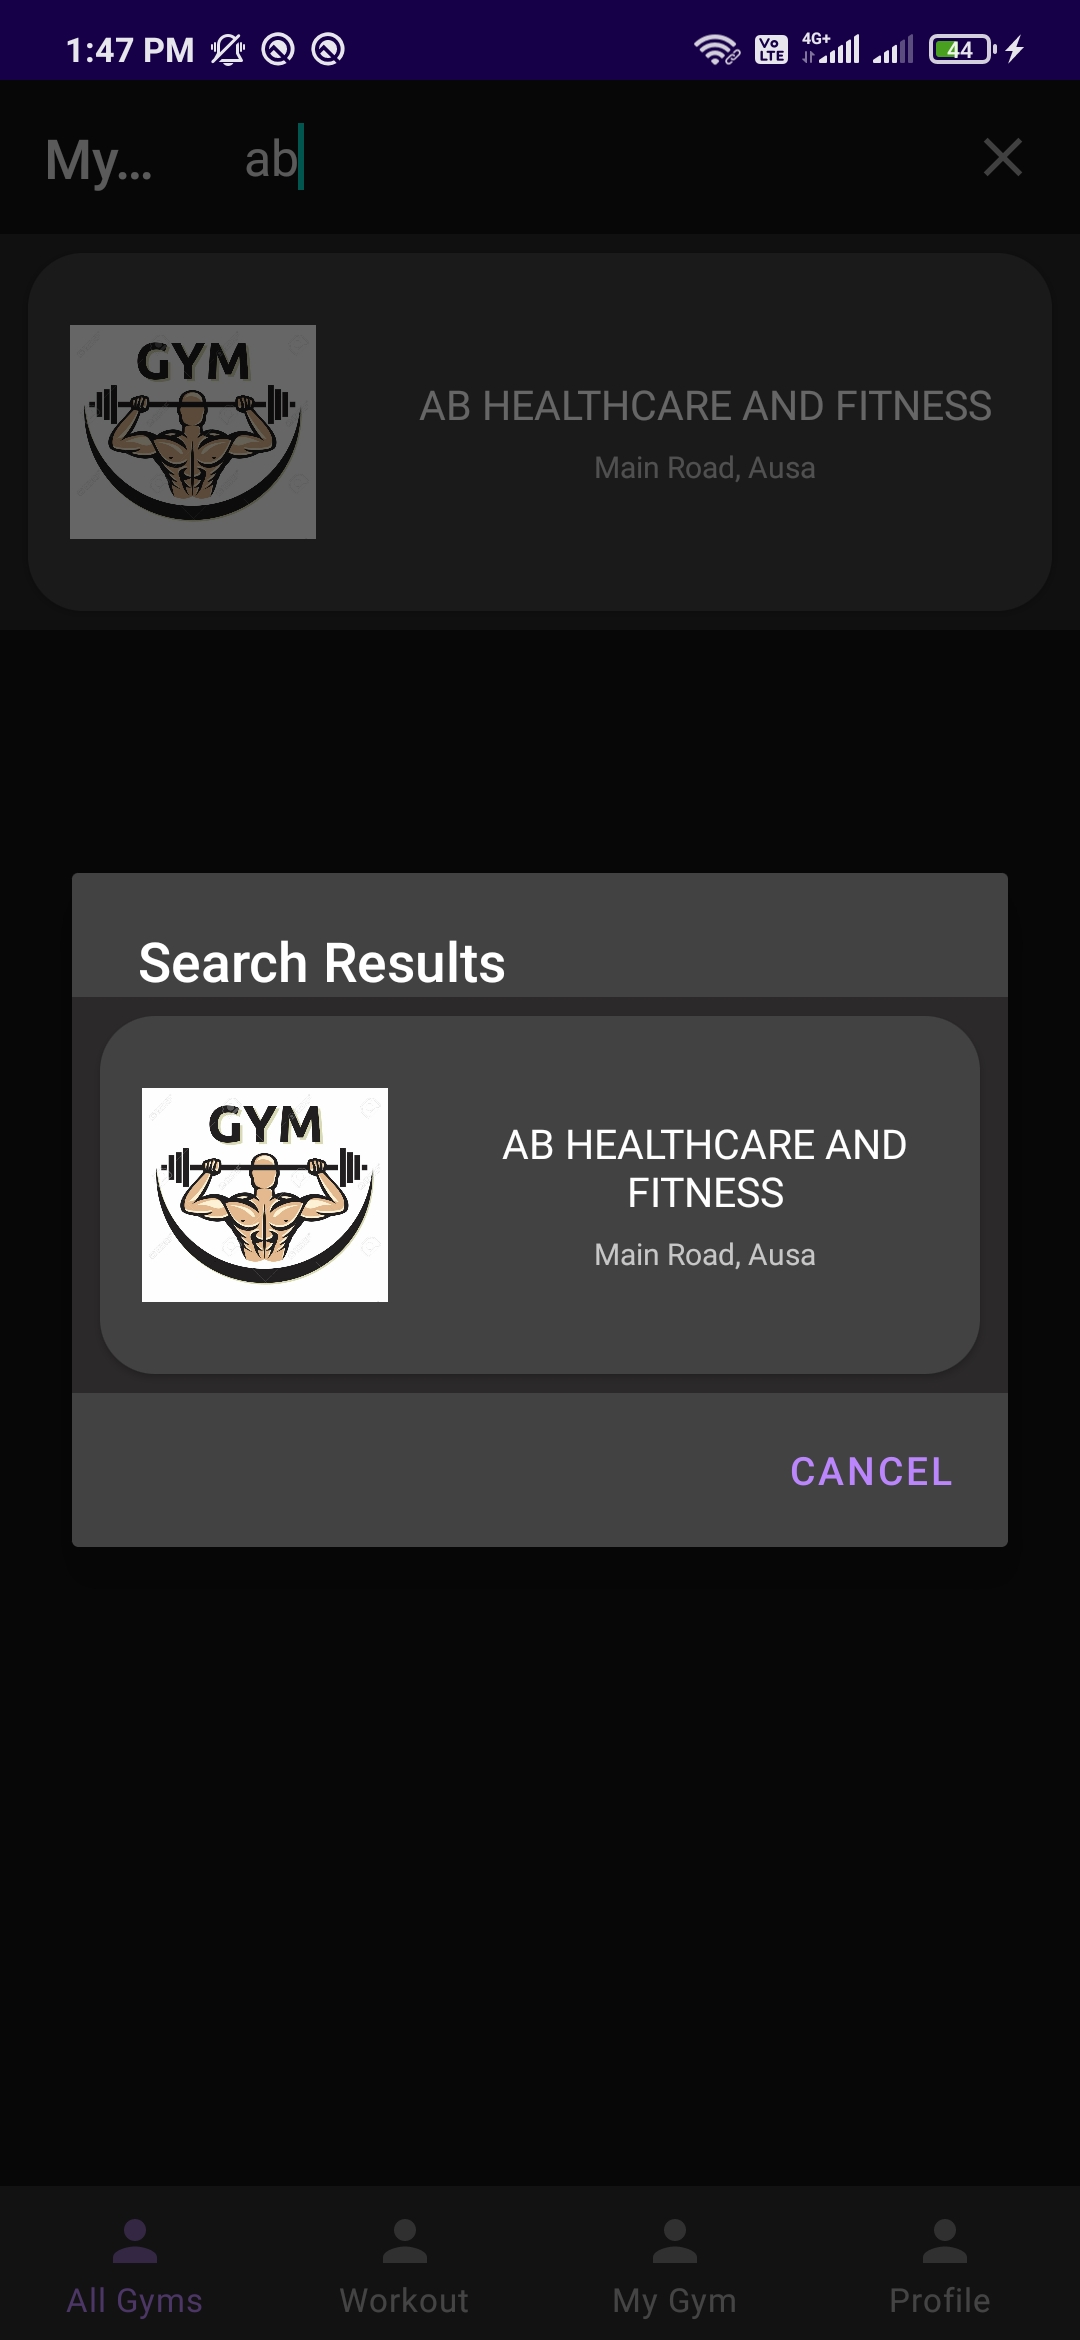 1:47 PM
Vo
LTE
4G+
44
My...
ab
GYM
AB HEALTHCARE AND FITNESS
Main Road, Ausa
Search Results
GYM
AB HEALTHCARE AND
FITNESS
Main Road, Ausa
CANCEL
All Gyms
Workout
My Gym
Profile